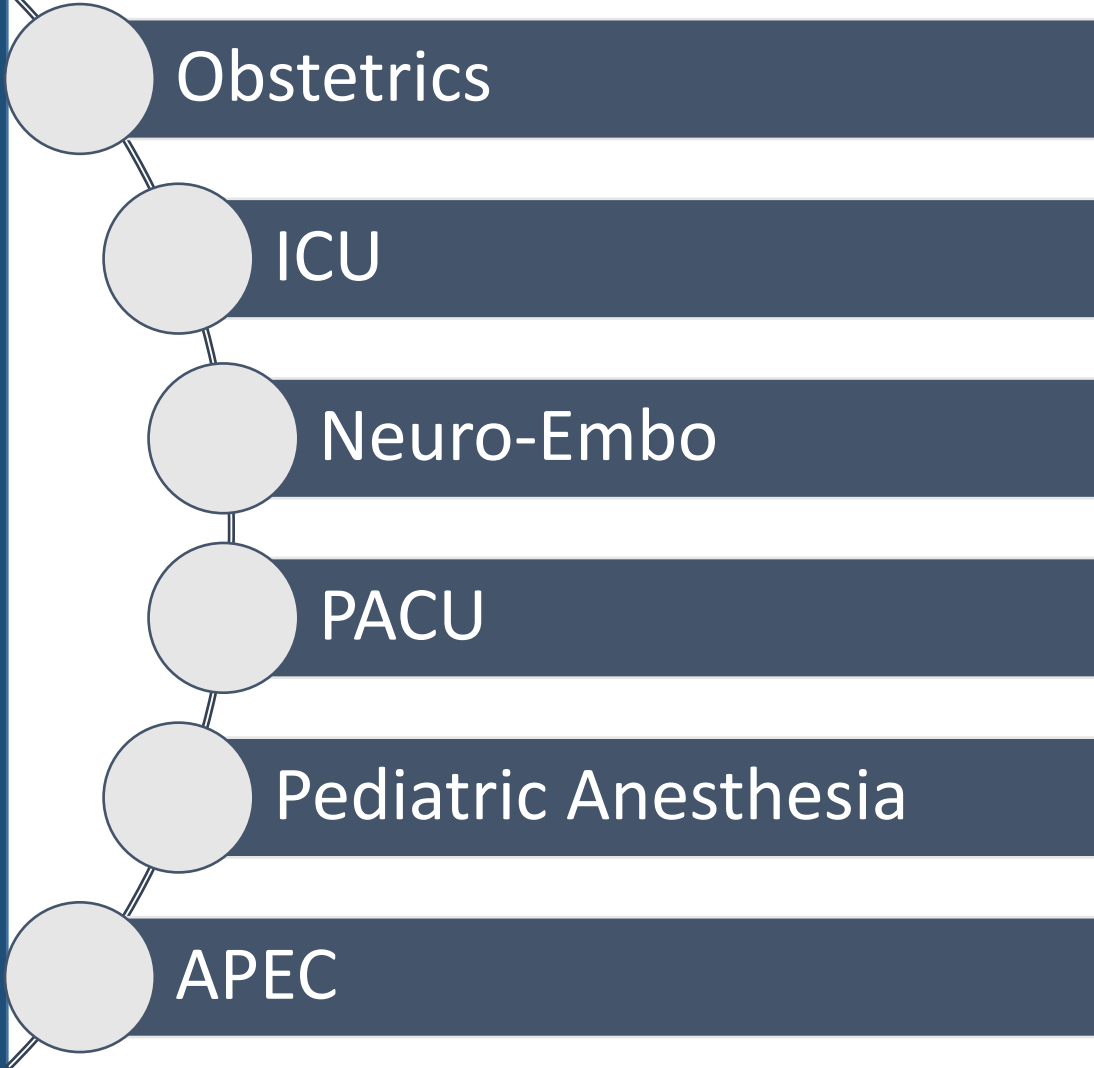 Obstetrics
ICU
Neuro-Embo
PACU
Pediatric Anesthesia
APEC